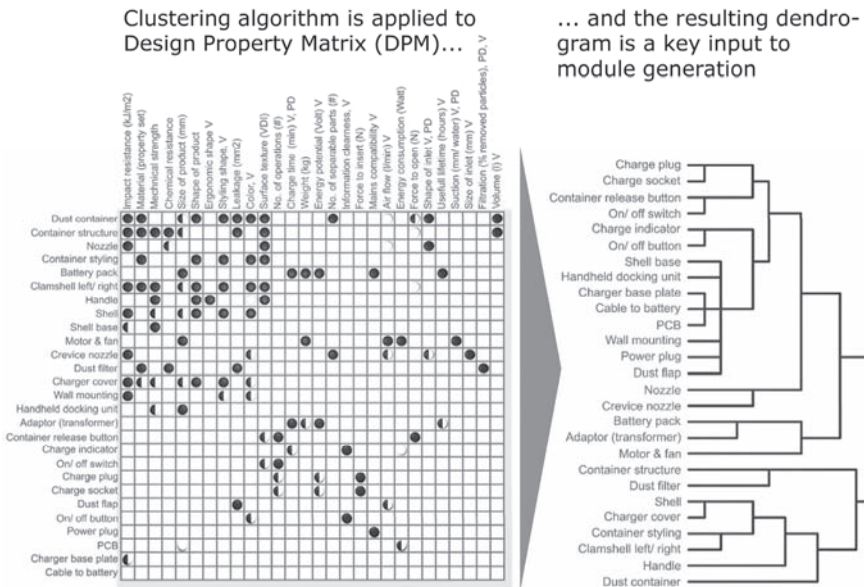 Clustering algorithm is applied to
Design Property Matrix (DPM)...
... and the resulting dendro-
gram is a key input to
module generation
Impact resistance (kJ/m2)
Material (property set)
Mechnical strength
Chemical resistance
Size of product (mm)
Shape of product
Ergonomic shape V
Styling shape, V
Leakage (mm2)
Color, V
Surface texture (VDI)
No. of operations (#)
Charge time (min) V, PD
Weight (kg)
Energy potential (Volt) V
No. of separable parts (#)
Information clearness, V
Force to insert (N)
Mains compatibility V
Air flow (l/min) V
Energy consumption (Watt)
Force to open (N)
Shape of inlet V, PD
Usefull lifetime (hours) V
Suction (mm/ water) V, PD
Size of inlet (mm) V
Filtration (% removed particles), PD, V
Volume (l) V
Dust container
Container structure
Nozzle
Container styling
Battery pack
Clamshell left/ right
Handle
Shell
Shell base
Motor & fan
Crevice nozzle
Dust filter
Charger cover
Wall mounting
Handheld docking unit
Adaptor (transformer)
Container release button
Charge indicator
On/ off switch
Charge plug
Charge socket
Dust flap
On/ off button
Power plug
PCB
Charger base plate
Cable to battery
Charge plug
Charge socket
Container release button
On/ off switch
Charge indicator
On/ off button
Shell base
Handheld docking unit
Charger base plate
Cable to battery
PCB
Wall mounting
Power plug
Dust flap
Nozzle
Crevice nozzle
Battery pack
Adaptor (transformer)
Motor & fan
Container structure
Dust filter
Shell
Charger cover
Container styling
Clamshell left/ right
Handle
Dust container